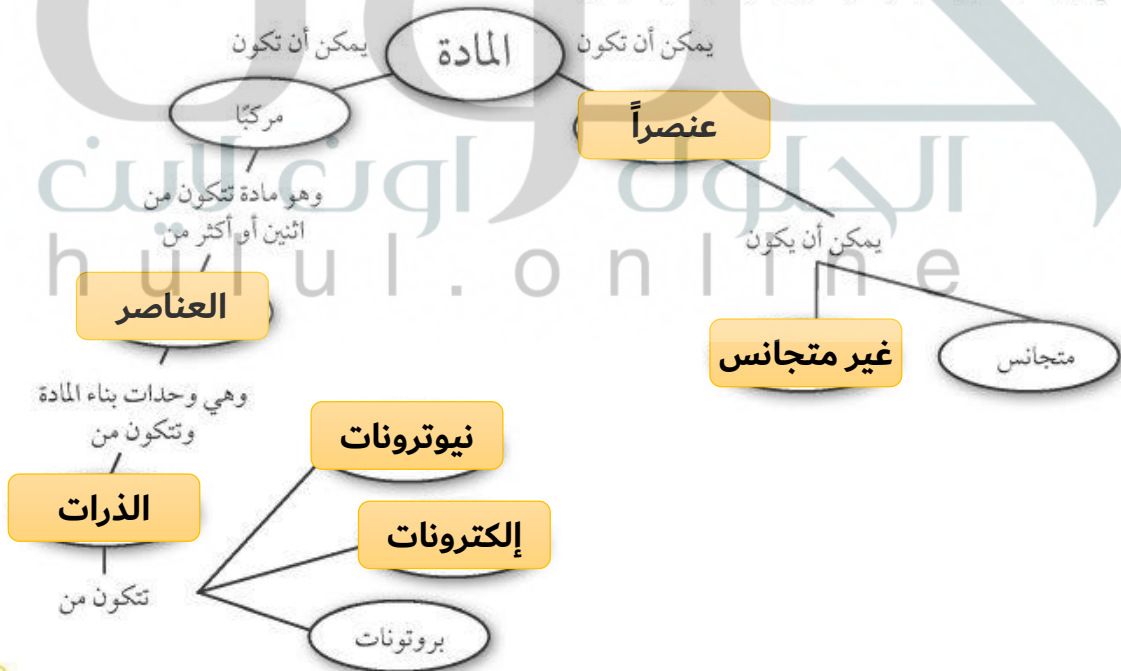 المادة
يمكن أن تكون
يمكن أن تكون
عنصراً
مركبًا
الحلول اون لاين
hulul.online
يمكن أن يكون
متجانس
غير متجانس
وهو مادة تتكون من
اثنين أو أكثر من
العناصر
وهي وحدات بناء المادة
وتتكون من
الذرات
تتكون من
نيوترونات
إلكترونات
بروتونات